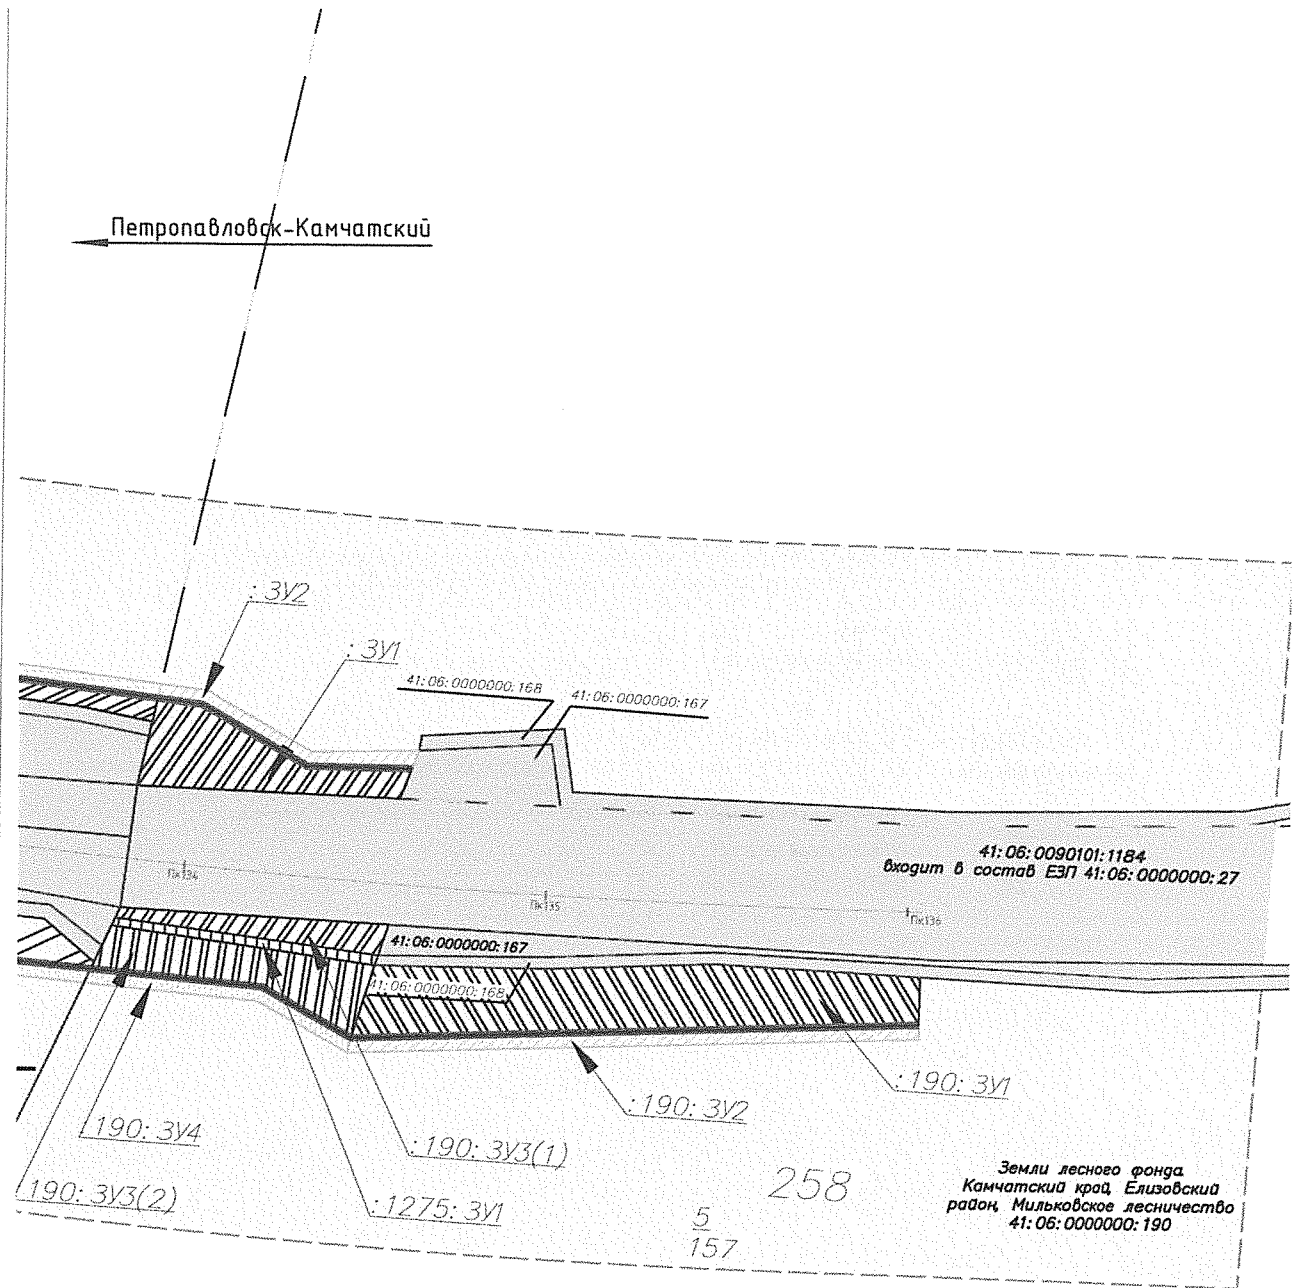 Петропавловск-Камчатский
: ЗУ2
: ЗУ1
41:06:0000000:168
41:06:0000000:167
41:06:0090101:1184
входит в состав ЕЗП 41:06:0000000:27
Пк134
Пк135
Пк136
41:06:0000000:167
41:06:0000000:168
:190:ЗУ1
:190:ЗУ2
190:ЗУ4
:190:ЗУ3(1)
190:ЗУ3(2)
:1275:ЗУ1
258
5
157
Земли лесного фонда
Камчатский край, Елизовский
район, Мильковское лесничество
41:06:0000000:190